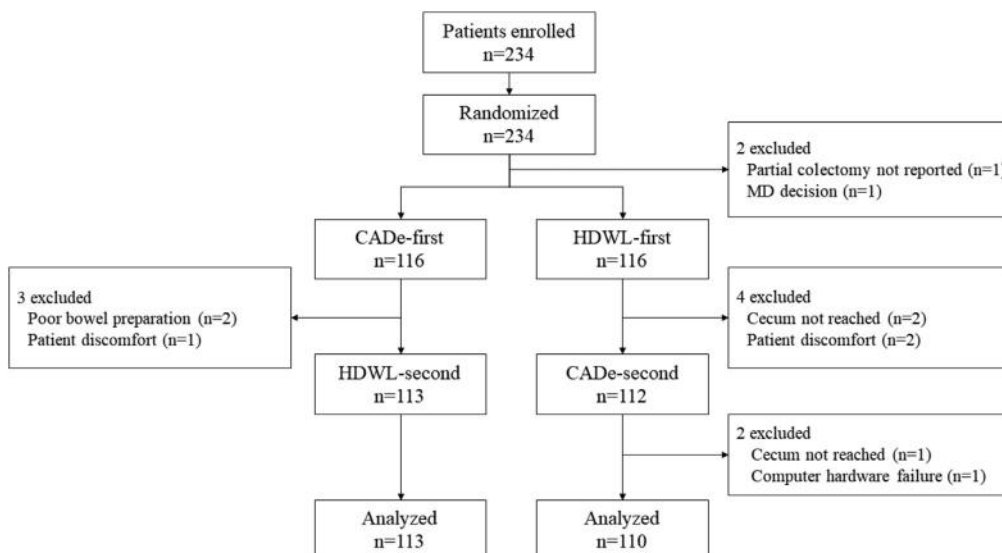 Patients enrolled
n=234
Randomized
n=234
2 excluded
Partial colectomy not reported (n=1)
MD decision (n=1)
CADe-first
n=116
HDWL-first
n=116
3 excluded
Poor bowel preparation (n=2)
Patient discomfort (n=1)
4 excluded
Cecum not reached (n=2)
Patient discomfort (n=2)
HDWL-second
n=113
CADe-second
n=112
2 excluded
Cecum not reached (n=1)
Computer hardware failure (n=1)
Analyzed
n=113
Analyzed
n=110